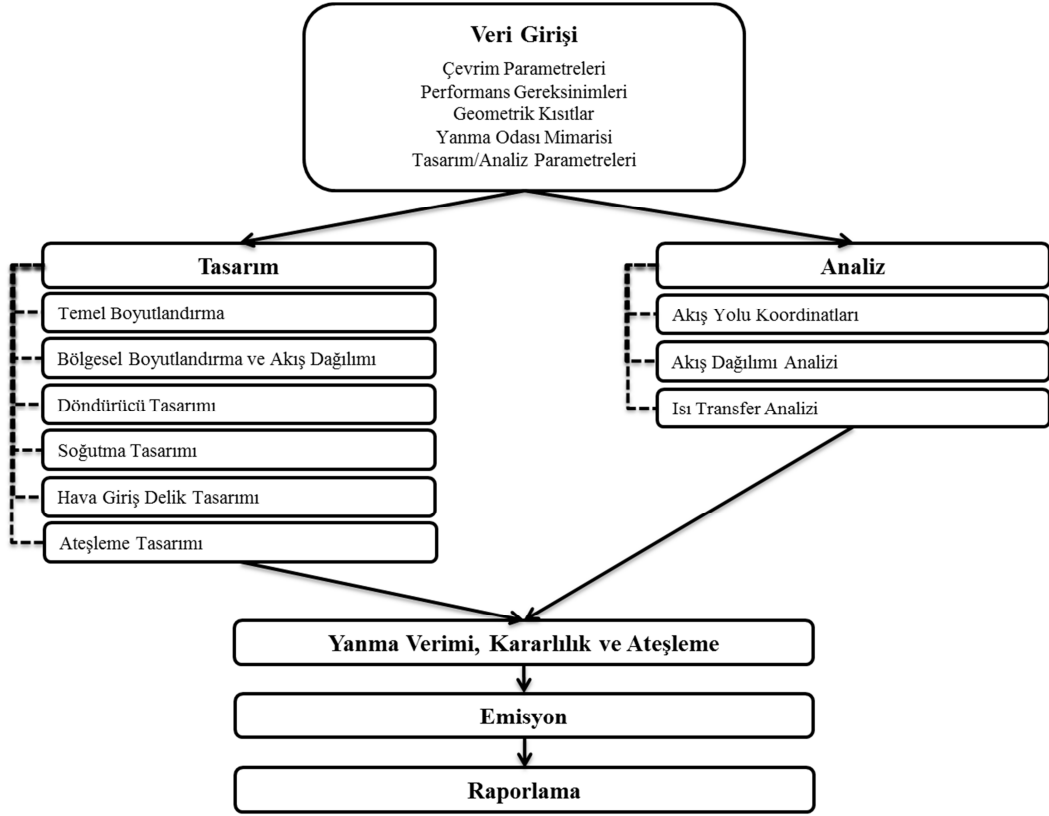 Veri Girişi
Çevrim Parametreleri
Performans Gereksinimleri
Geometrik Kısıtlar
Yanma Odası Mimarisi
Tasarım/Analiz Parametreleri
Tasarım
Temel Boyutlandırma
Bölgesel Boyutlandırma ve Akış Dağılımı
Döndürücü Tasarımı
Soğutma Tasarımı
Hava Giriş Delik Tasarımı
Ateşleme Tasarımı
Analiz
Akış Yolu Koordinatları
Akış Dağılımı Analizi
Isı Transfer Analizi
Yanma Verimi, Kararlılık ve Ateşleme
Emisyon
Raporlama